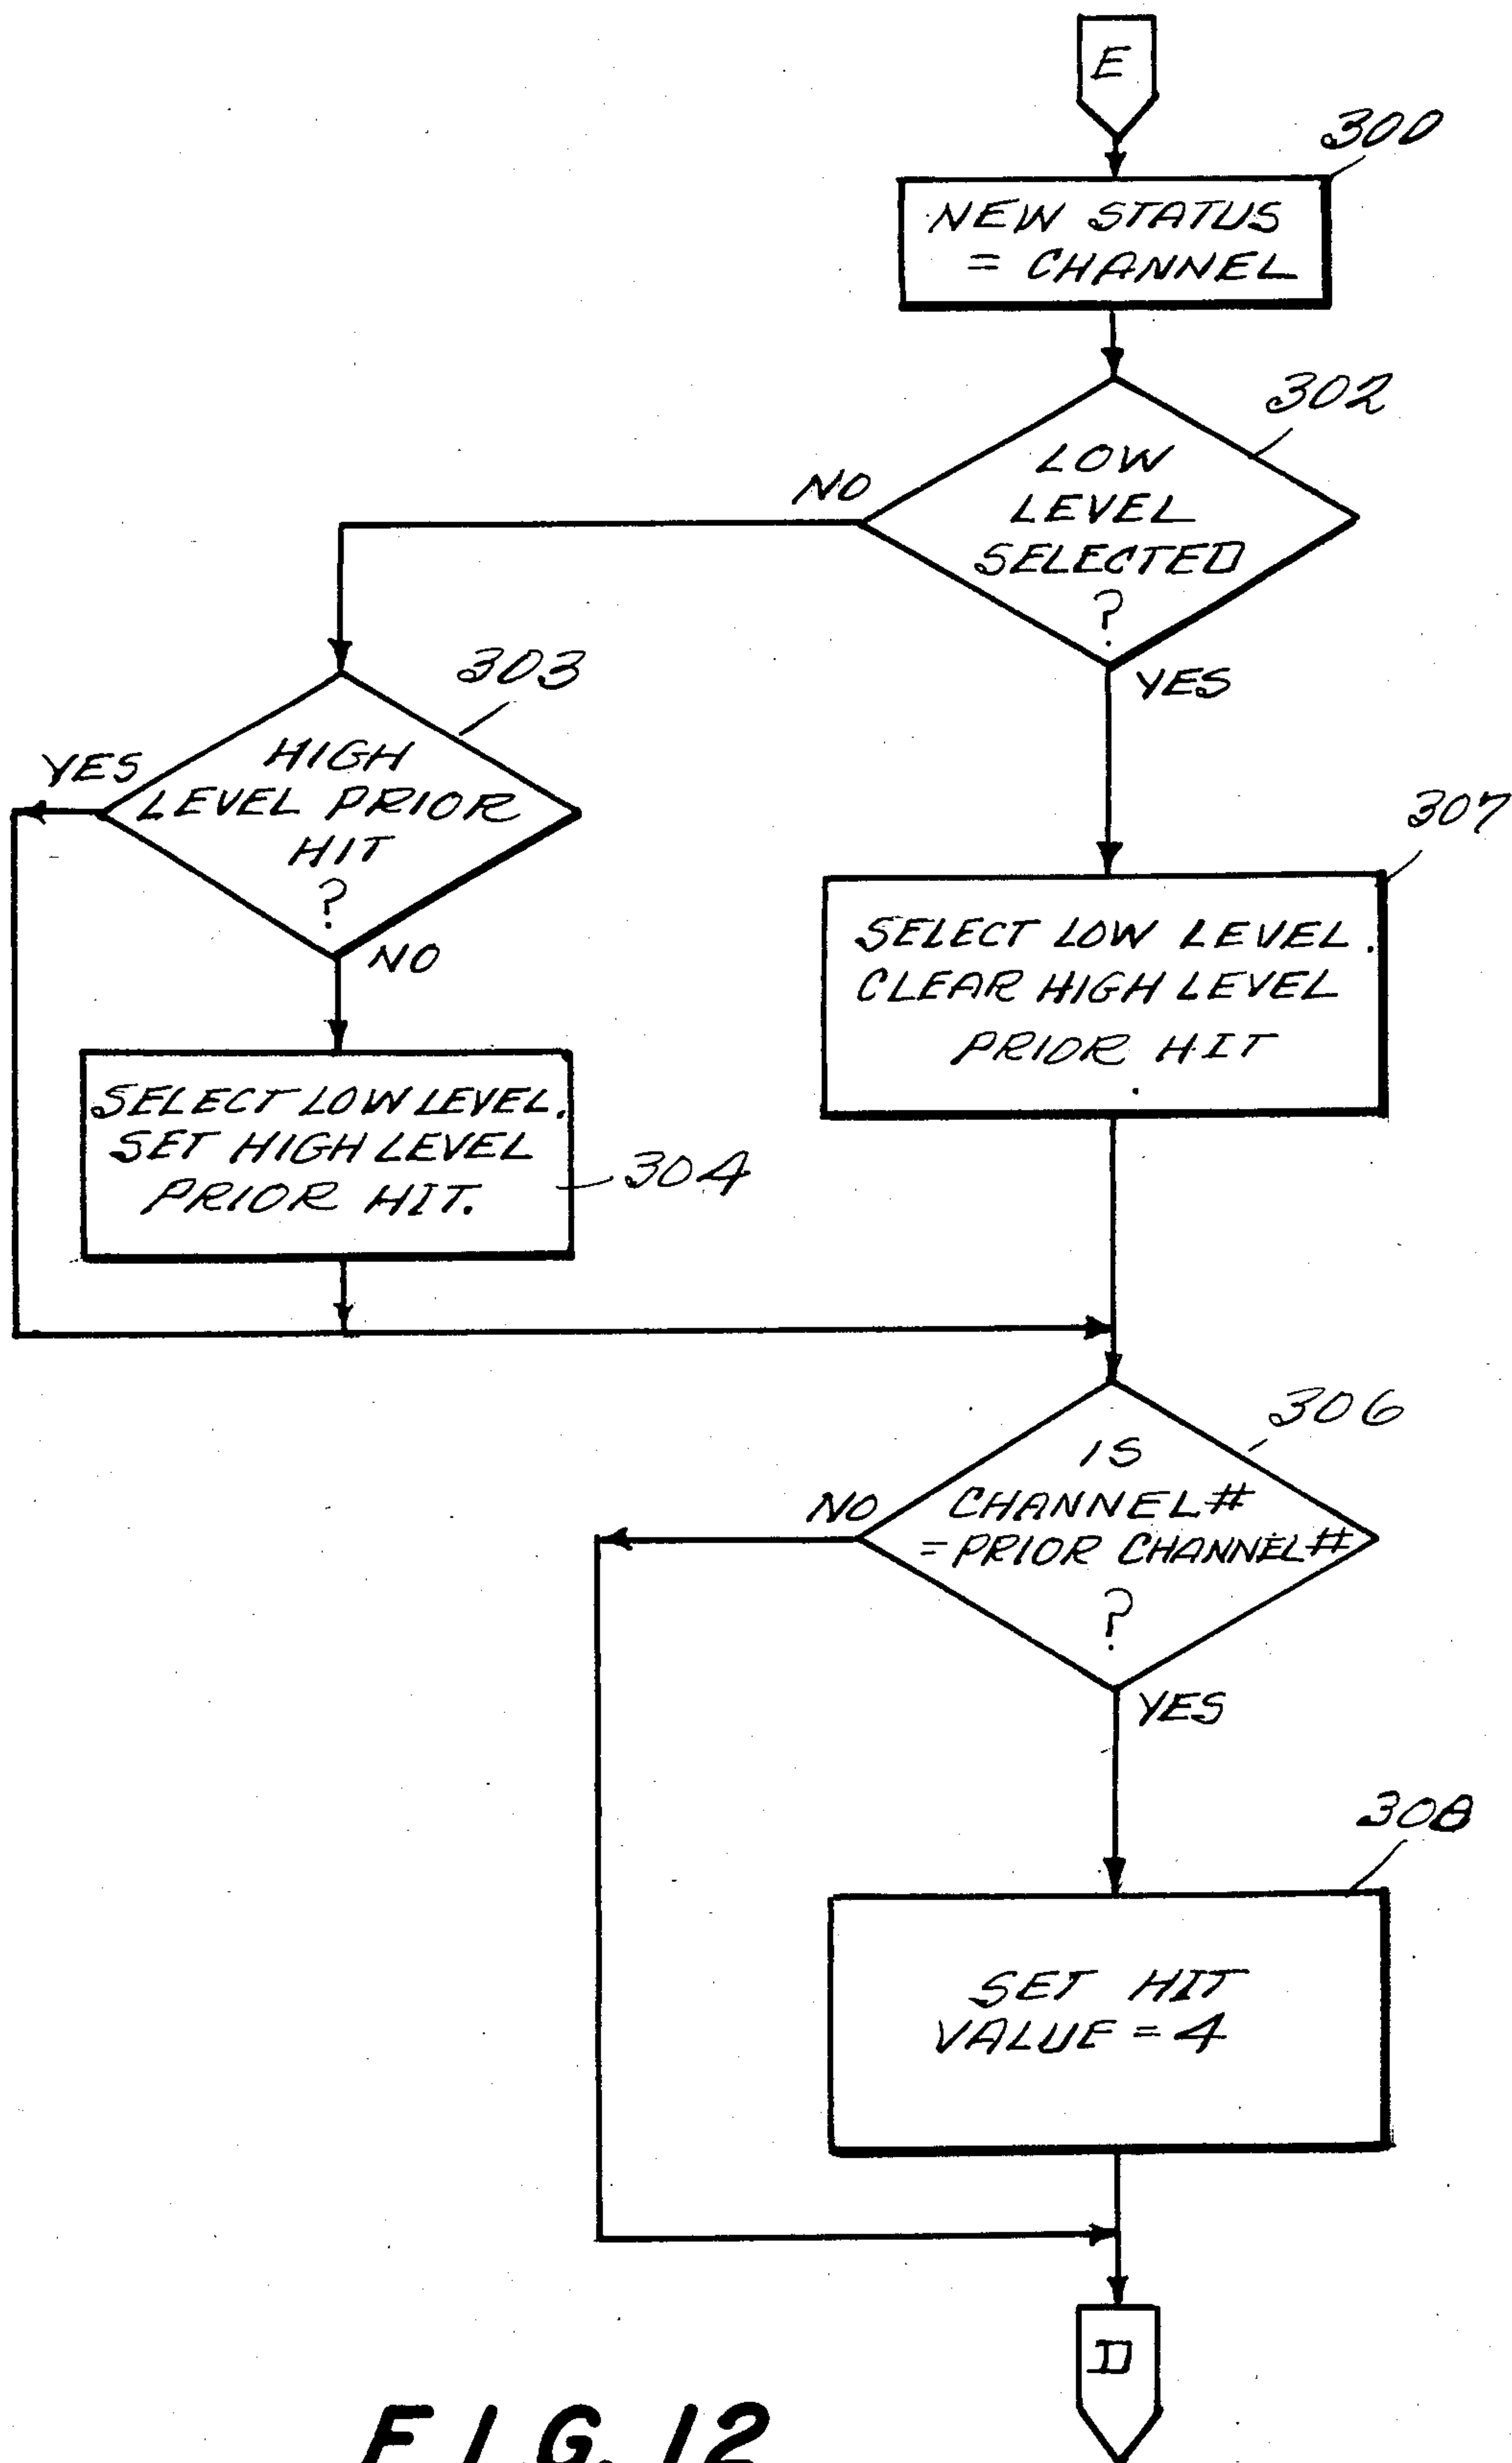 E
300
NEW STATUS
= CHANNEL
302
LOW
LEVEL
SELECTED
?
NO
YES
303
HIGH
LEVEL PRIOR
HIT
?
YES
NO
307
SELECT LOW LEVEL.
CLEAR HIGH LEVEL
PRIOR HIT
SELECT LOW LEVEL.
SET HIGH LEVEL
PRIOR HIT.
304
306
IS
CHANNEL#
=PRIOR CHANNEL#
?
NO
YES
308
SET HIT
VALUE = 4
D
FIG. 12